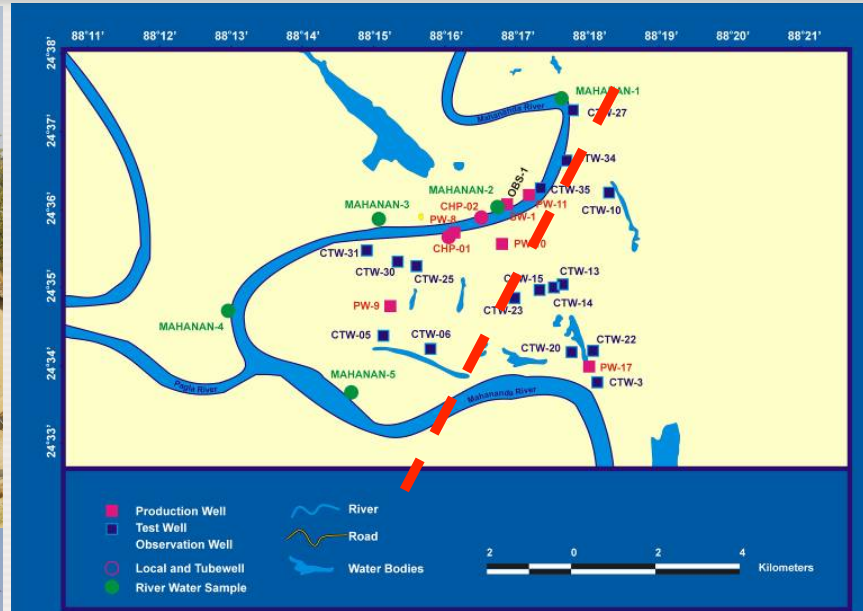 88°11' 88°12' 88°13' 88°14' 88°15' 88°16' 88°17' 88°18' 88°19' 88°20' 88°21'
24°38'
24°37'
24°36'
24°35'
24°34'
24°33'
MAHANAN-1
Mahananda River
CTW-27
CTW-34
OBS-1
MAHANAN-2
CTW-35
MAHANAN-3
CHP-02
PW-11
CTW-10
PW-8
SW-1
CHP-01
CTW-31
CTW-30
CTW-25
CTW-15
CTW-13
CTW-14
PW-9
CTW-23
MAHANAN-4
CTW-05
CTW-06
CTW-20
CTW-22
PW-17
CTW-3
MAHANAN-5
Pagla River
Mahananda River
Production Well
Test Well
Observation Well
Local and Tubewell
River Water Sample
River
Road
Water Bodies
2 0 2 4
Kilometers